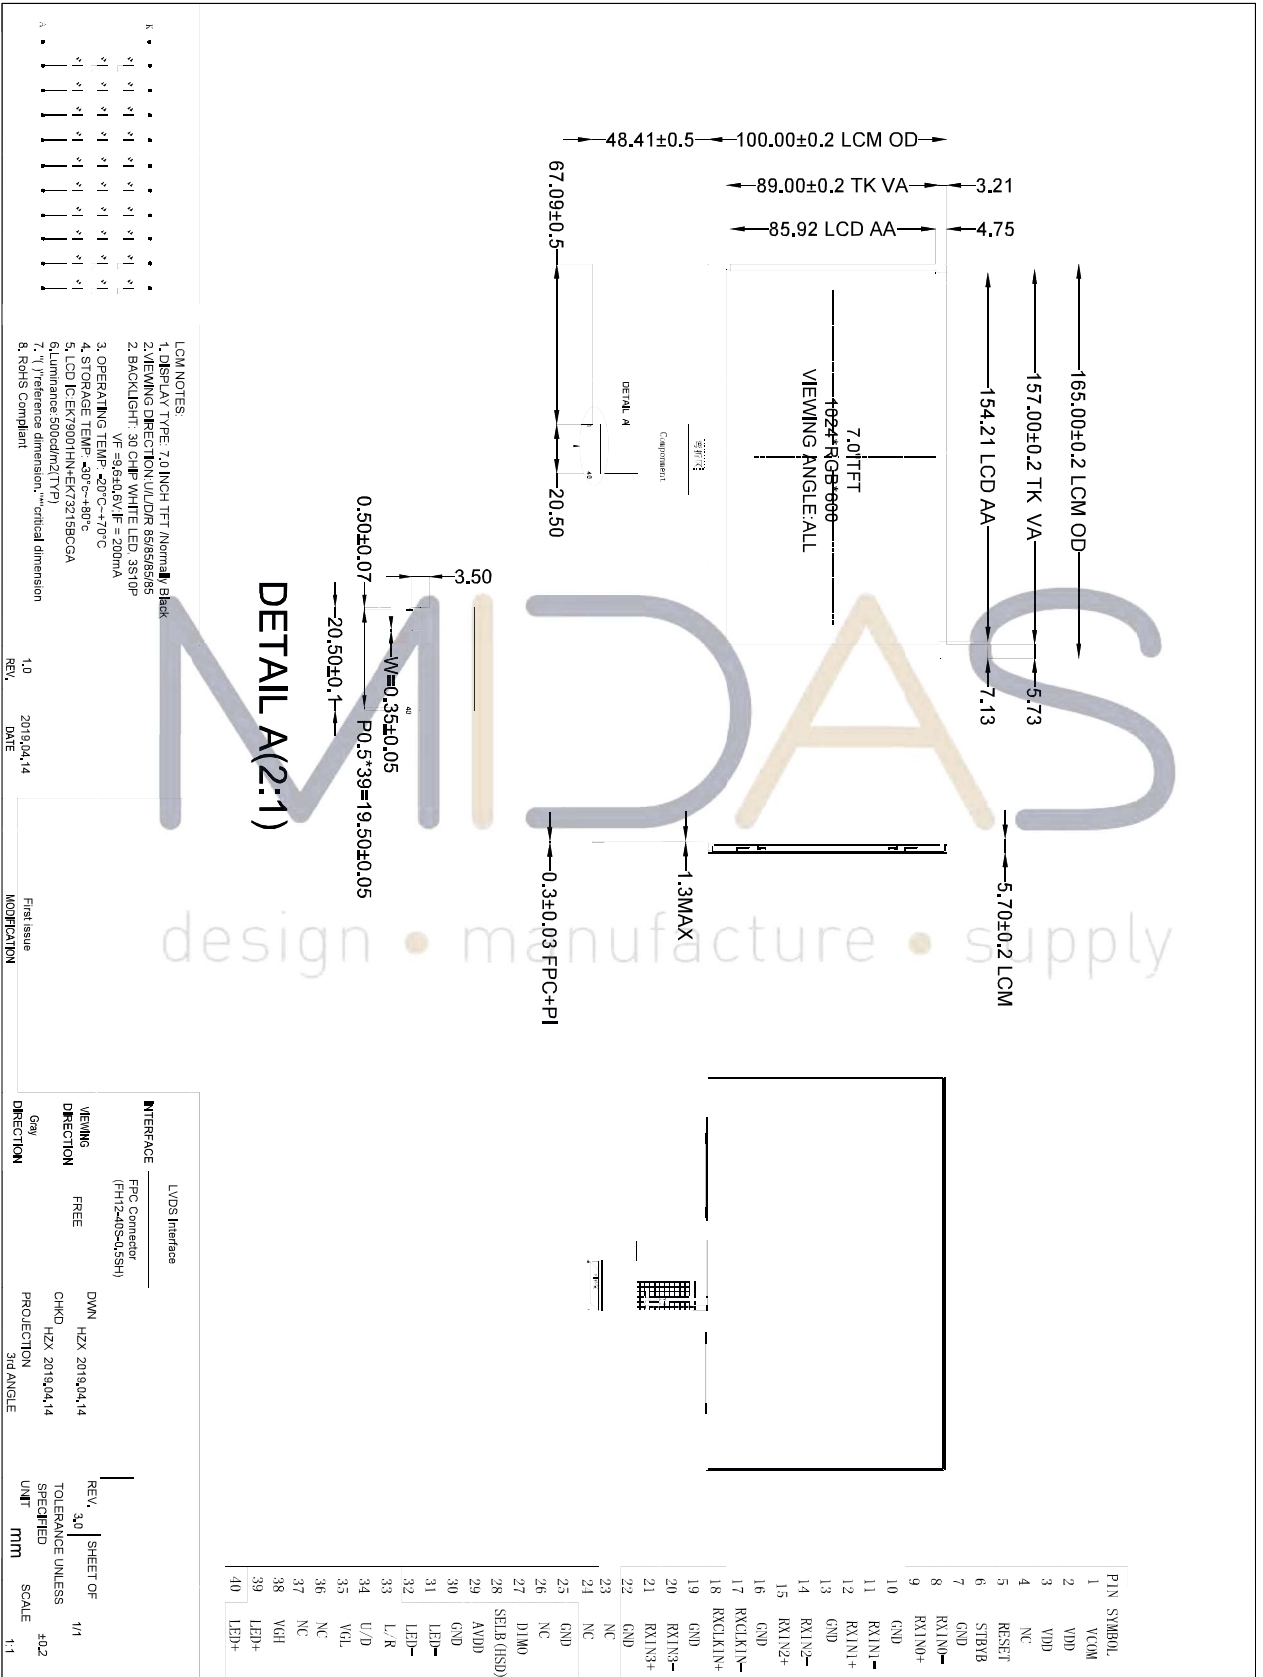 48.41±0.5
100.00±0.2 LCM OD
89.00±0.2 TK VA
3.21
85.92 LCD AA
4.75
165.00±0.2 LCM OD
157.00±0.2 TK VA
154.21 LCD AA
5.73
7.13
67.09±0.5
20.50
7.0"TFT
1024*RGB*600
VIEWING ANGLE:ALL
DETAIL A
Component
40
5.70±0.2 LCM
1.3MAX
0.3±0.03 FPC+PI
3.50
0.50±0.07
W=0.35±0.05
40
P0.5*39=19.50±0.05
20.50±0.1
DETAIL A(2:1)
MIDAS
design • manufacture • supply
K
A
LCM NOTES:
1. DISPLAY TYPE: 7.0 INCH TFT /Normally Black
2.VIEWING DIRECTION:U/L/D/R 85/85/85/85
2. BACKLIGHT: 30 CHIP WHITE LED, 3S10P
VF =9.6±0.6V;IF = 200mA
3. OPERATING TEMP: -20°C~+70°C
4. STORAGE TEMP: -30°c~+80°c
5. LCD IC:EK79001HN+EK73215BCGA
6.Luminance:500cd/m2(TYP)
7. "( )"reference dimension,"*"critical dimension
8. RoHS Compliant
1.0 2019.04.14 First issue
REV. DATE MODIFICATION
INTERFACE
LVDS Interface
FPC Connector
(FH12-40S-0.5SH)
VIEWING
DIRECTION
FREE
Gray
DIRECTION
DWN HZX 2019.04.14
CHKD HZX 2019.04.14
PROJECTION 3rd ANGLE
REV. 3.0
SHEET OF 1/1
TOLERANCE UNLESS
SPECIFIED ±0.2
UNIT mm SCALE 1:1
PIN SYMBOL
1 VCOM
2 VDD
3 VDD
4 NC
5 RESET
6 STBYB
7 GND
8 RXIN0-
9 RXIN0+
10 GND
11 RXIN1-
12 RXIN1+
13 GND
14 RXIN2-
15 RXIN2+
16 GND
17 RXCLKIN-
18 RXCLKIN+
19 GND
20 RXIN3-
21 RXIN3+
22 GND
23 NC
24 NC
25 GND
26 NC
27 DIMO
28 SELB(HSD)
29 AVDD
30 GND
31 LED-
32 LED-
33 L/R
34 U/D
35 VGL
36 NC
37 NC
38 VGH
39 LED+
40 LED+